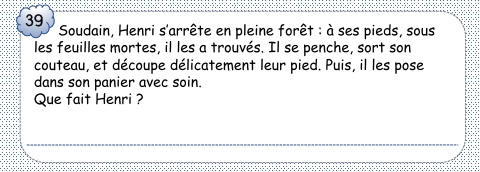 39
Soudain, Henri s'arrête en pleine forêt : à ses pieds, sous
les feuilles mortes, il les a trouvés. Il se penche, sort son
couteau, et découpe délicatement leur pied. Puis, il les pose
dans son panier avec soin.
Que fait Henri ?